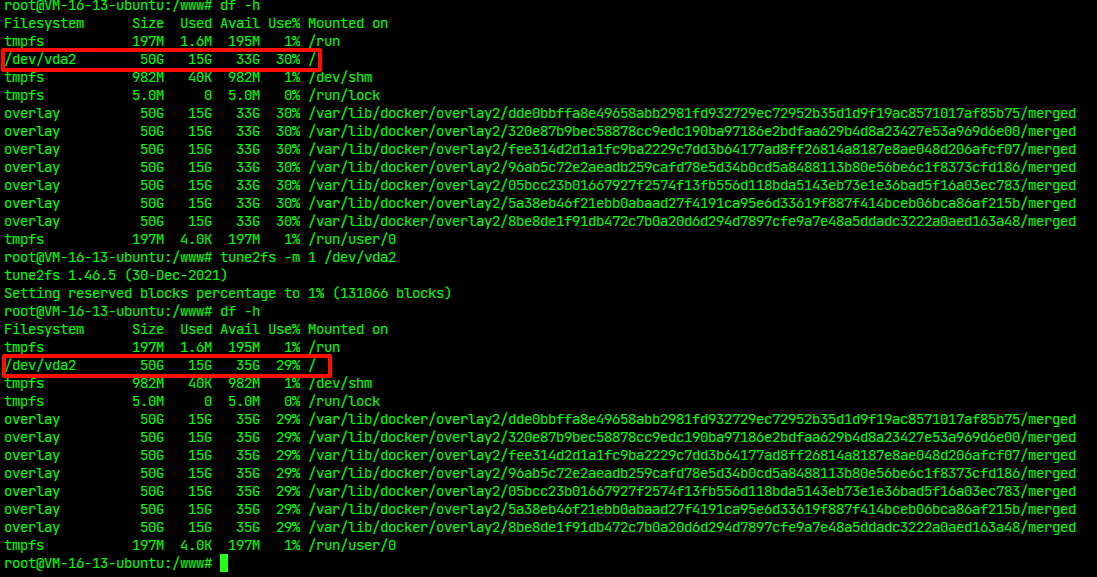 root@VM-16-13-ubuntu:/www# df -h
Filesystem      Size  Used Avail Use% Mounted on
tmpfs           197M  1.6M  195M   1% /run
/dev/vda2        50G   15G   33G  30% /
tmpfs           982M   40K  982M   1% /dev/shm
tmpfs           5.0M     0  5.0M   0% /run/lock
overlay          50G   15G   33G  30% /var/lib/docker/overlay2/dde0bbffa8e49658abb2981fd932729ec72952b35d1d9f19ac8571017af85b75/merged
overlay          50G   15G   33G  30% /var/lib/docker/overlay2/320e87b9bec58878cc9edc190ba97186e2bdfaa629b4d8a23427e53a969d6e00/merged
overlay          50G   15G   33G  30% /var/lib/docker/overlay2/fee314d2d1a1fc9ba2229c7dd3b64177ad8ff26814a8187e8ae048d206afcf07/merged
overlay          50G   15G   33G  30% /var/lib/docker/overlay2/96ab5c72e2aeadb259cafd78e5d34b0cd5a8488113b80e56be6c1f8373cfd186/merged
overlay          50G   15G   33G  30% /var/lib/docker/overlay2/05bcc23b01667927f2574f13fb556d118bda5143eb73e1e36bad5f16a03ec783/merged
overlay          50G   15G   33G  30% /var/lib/docker/overlay2/5a38eb46f21ebb0abaad27f4191ca95e6d33619f887f414bceb06bca86af215b/merged
overlay          50G   15G   33G  30% /var/lib/docker/overlay2/8be8de1f91db472c7b0a20d6d294d7897cfe9a7e48a5ddadc3222a0aed163a48/merged
tmpfs           197M  4.0K  197M   1% /run/user/0
root@VM-16-13-ubuntu:/www# tune2fs -m 1 /dev/vda2
tune2fs 1.46.5 (30-Dec-2021)
Setting reserved blocks percentage to 1% (131066 blocks)
root@VM-16-13-ubuntu:/www# df -h
Filesystem      Size  Used Avail Use% Mounted on
tmpfs           197M  1.6M  195M   1% /run
/dev/vda2        50G   15G   35G  29% /
tmpfs           982M   40K  982M   1% /dev/shm
tmpfs           5.0M     0  5.0M   0% /run/lock
overlay          50G   15G   35G  29% /var/lib/docker/overlay2/dde0bbffa8e49658abb2981fd932729ec72952b35d1d9f19ac8571017af85b75/merged
overlay          50G   15G   35G  29% /var/lib/docker/overlay2/320e87b9bec58878cc9edc190ba97186e2bdfaa629b4d8a23427e53a969d6e00/merged
overlay          50G   15G   35G  29% /var/lib/docker/overlay2/fee314d2d1a1fc9ba2229c7dd3b64177ad8ff26814a8187e8ae048d206afcf07/merged
overlay          50G   15G   35G  29% /var/lib/docker/overlay2/96ab5c72e2aeadb259cafd78e5d34b0cd5a8488113b80e56be6c1f8373cfd186/merged
overlay          50G   15G   35G  29% /var/lib/docker/overlay2/05bcc23b01667927f2574f13fb556d118bda5143eb73e1e36bad5f16a03ec783/merged
overlay          50G   15G   35G  29% /var/lib/docker/overlay2/5a38eb46f21ebb0abaad27f4191ca95e6d33619f887f414bceb06bca86af215b/merged
overlay          50G   15G   35G  29% /var/lib/docker/overlay2/8be8de1f91db472c7b0a20d6d294d7897cfe9a7e48a5ddadc3222a0aed163a48/merged
tmpfs           197M  4.0K  197M   1% /run/user/0
root@VM-16-13-ubuntu:/www#